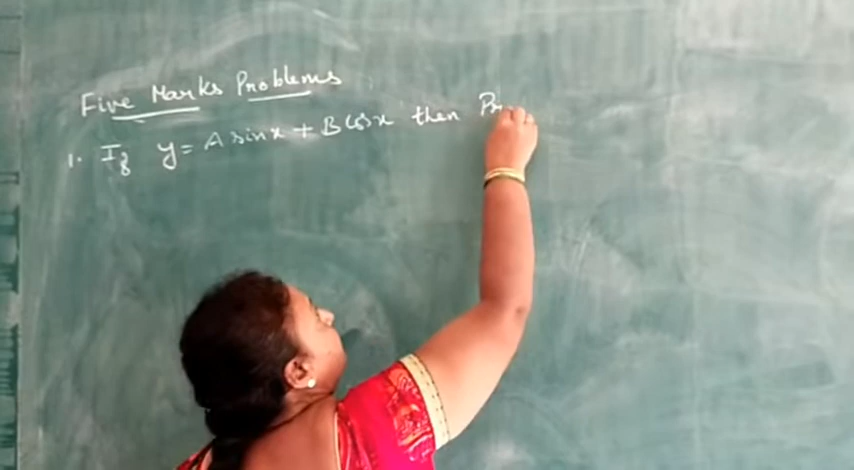 Five Marks Problems
1. If y = A sinx + B cosx then